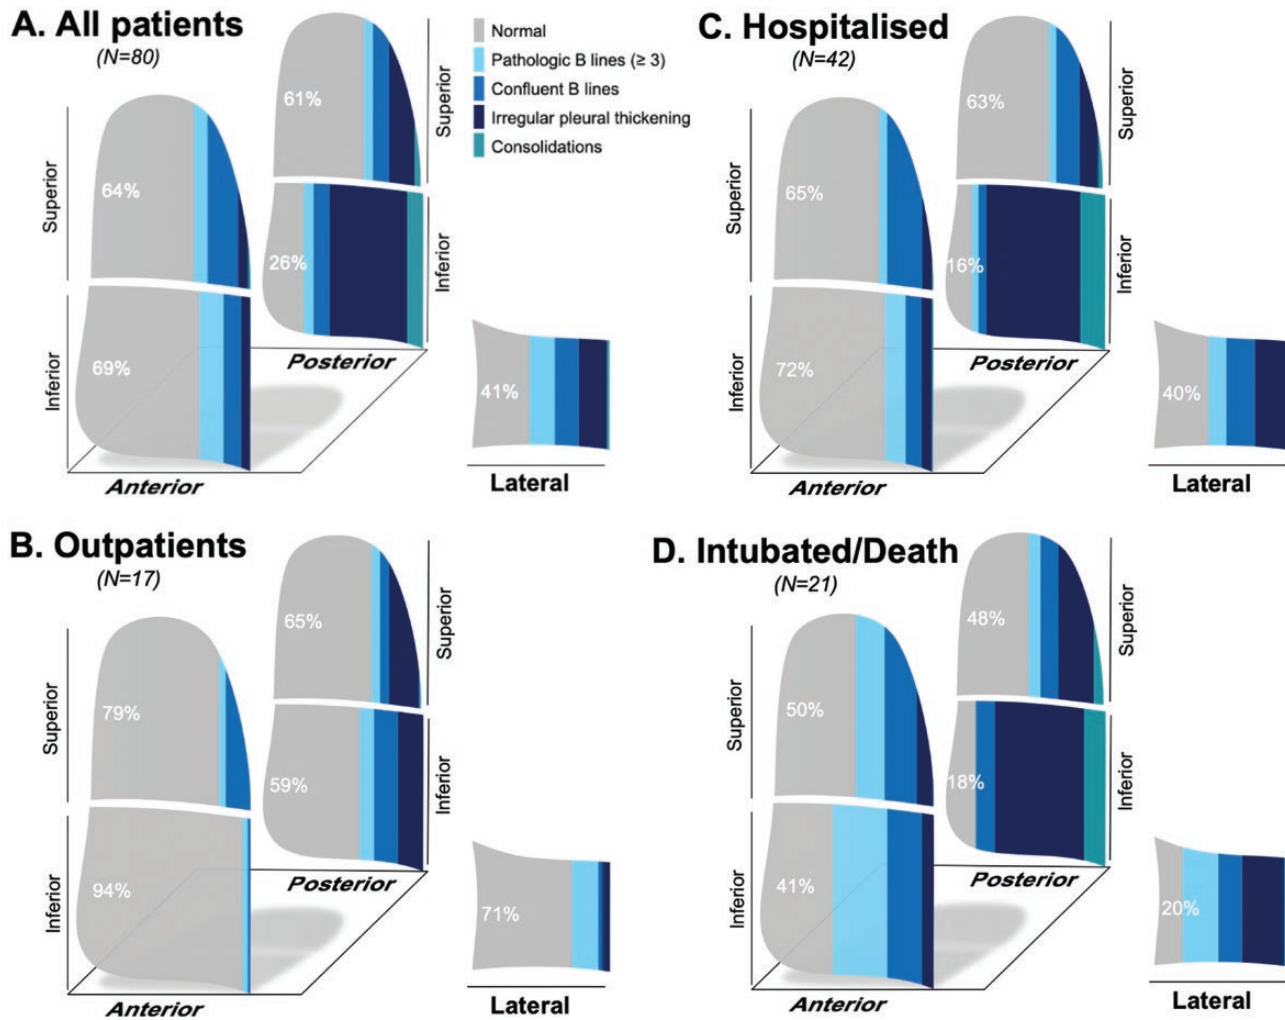 A. All patients
(N=80)
Normal
Pathologic B lines (≥ 3)
Confluent B lines
Irregular pleural thickening
Consolidations
Superior
Inferior
64%
69%
61%
26%
Superior
Inferior
Posterior
Anterior
41%
Lateral
C. Hospitalised
(N=42)
Superior
Inferior
65%
72%
63%
16%
Superior
Inferior
Posterior
Anterior
40%
Lateral
B. Outpatients
(N=17)
Superior
Inferior
79%
94%
65%
59%
Superior
Inferior
Posterior
Anterior
71%
Lateral
D. Intubated/Death
(N=21)
Superior
Inferior
50%
41%
48%
18%
Superior
Inferior
Posterior
Anterior
20%
Lateral